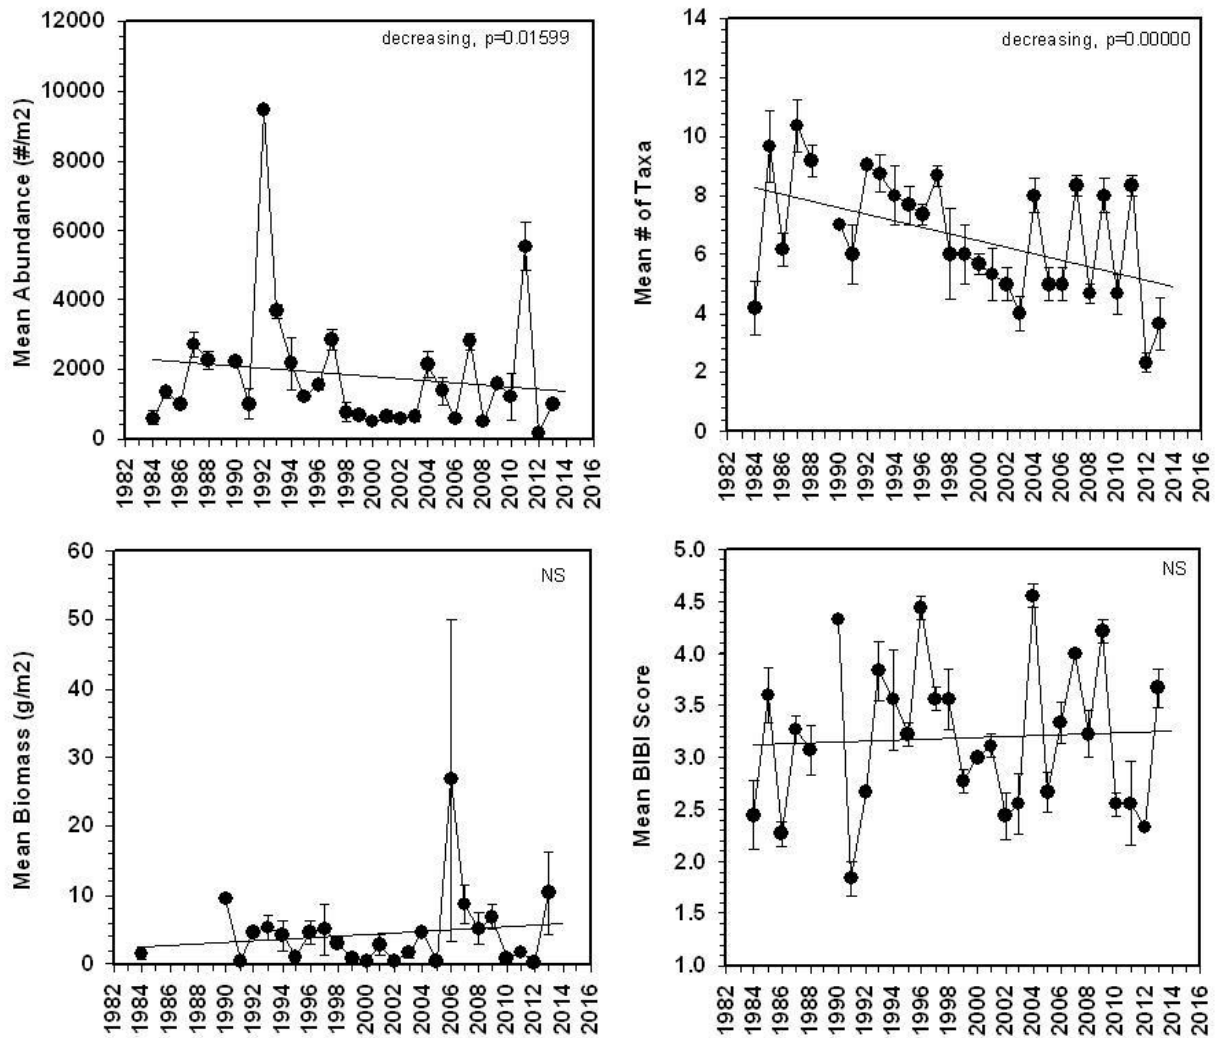 Mean Abundance (#/m2)
12000
10000
8000
6000
4000
2000
0
decreasing, p=0.01599
1982 1984 1986 1988 1990 1992 1994 1996 1998 2000 2002 2004 2006 2008 2010 2012 2014 2016
Mean # of Taxa
14
12
10
8
6
4
2
0
decreasing, p=0.00000
1982 1984 1986 1988 1990 1992 1994 1996 1998 2000 2002 2004 2006 2008 2010 2012 2014 2016
Mean Biomass (g/m2)
60
50
40
30
20
10
0
NS
1982 1984 1986 1988 1990 1992 1994 1996 1998 2000 2002 2004 2006 2008 2010 2012 2014 2016
Mean BIBI Score
5.0
4.5
4.0
3.5
3.0
2.5
2.0
1.5
1.0
NS
1982 1984 1986 1988 1990 1992 1994 1996 1998 2000 2002 2004 2006 2008 2010 2012 2014 2016